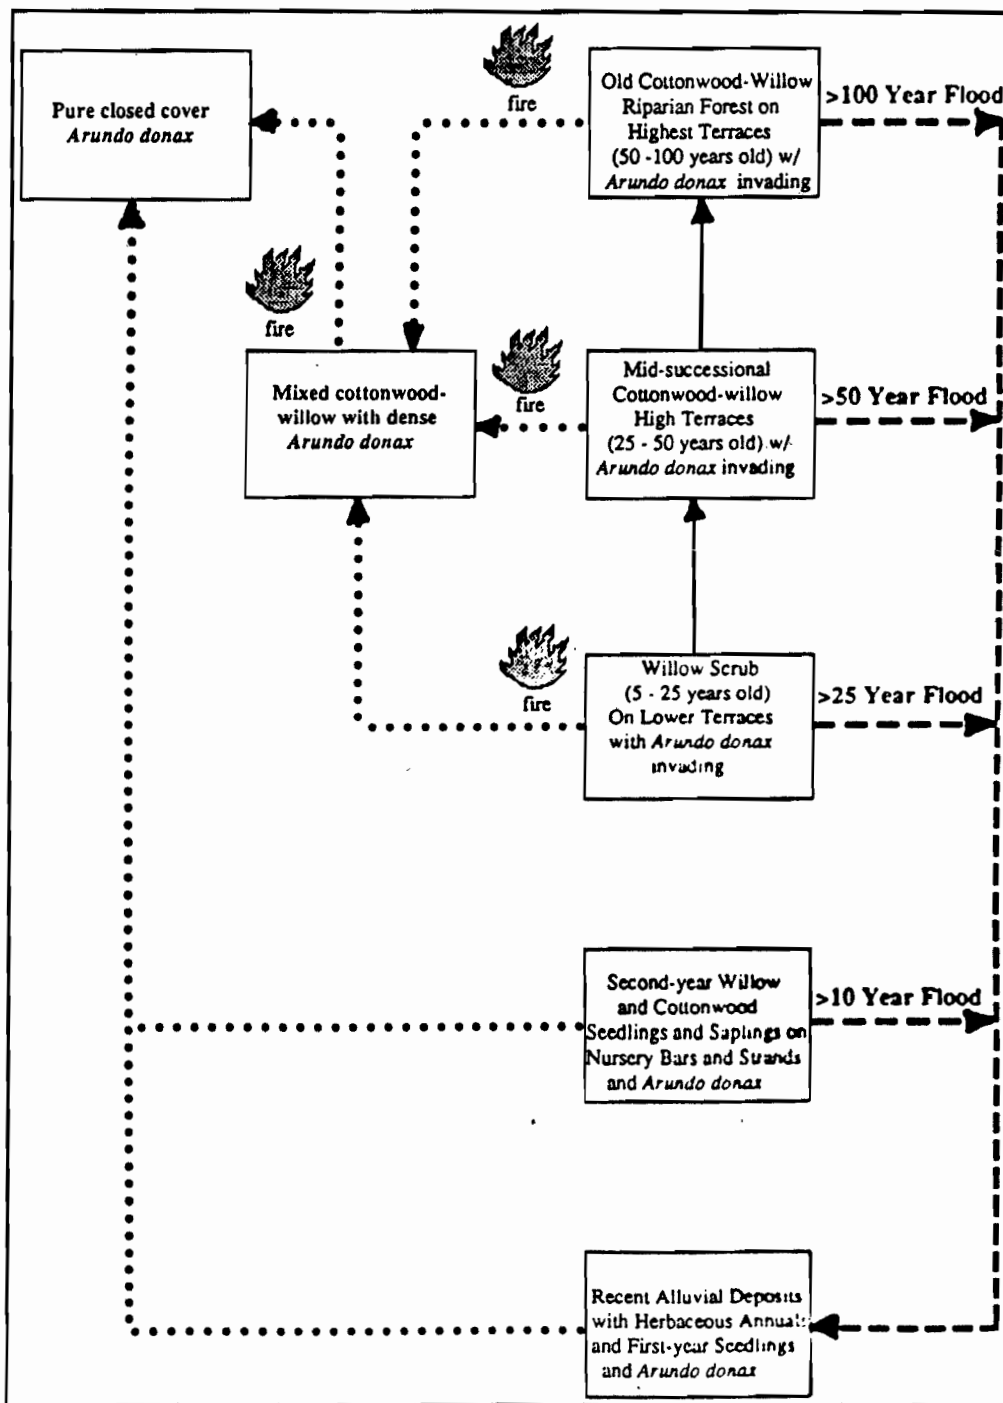 Pure closed cover
Arundo donax
fire
Old Cottonwood-Willow
Riparian Forest on
Highest Terraces
(50 -100 years old) w/
Arundo donax invading
>100 Year Flood
fire
Mixed cottonwood-
willow with dense
Arundo donax
fire
Mid-successional
Cottonwood-willow
High Terraces
(25 - 50 years old) w/
Arundo donax invading
>50 Year Flood
fire
Willow Scrub
(5 - 25 years old)
On Lower Terraces
with Arundo donax
invading
>25 Year Flood
Second-year Willow
and Cottonwood
Seedlings and Saplings on
Nursery Bars and Strands
and Arundo donax
>10 Year Flood
Recent Alluvial Deposits
with Herbaceous Annuals
and First-year Seedlings
and Arundo donax